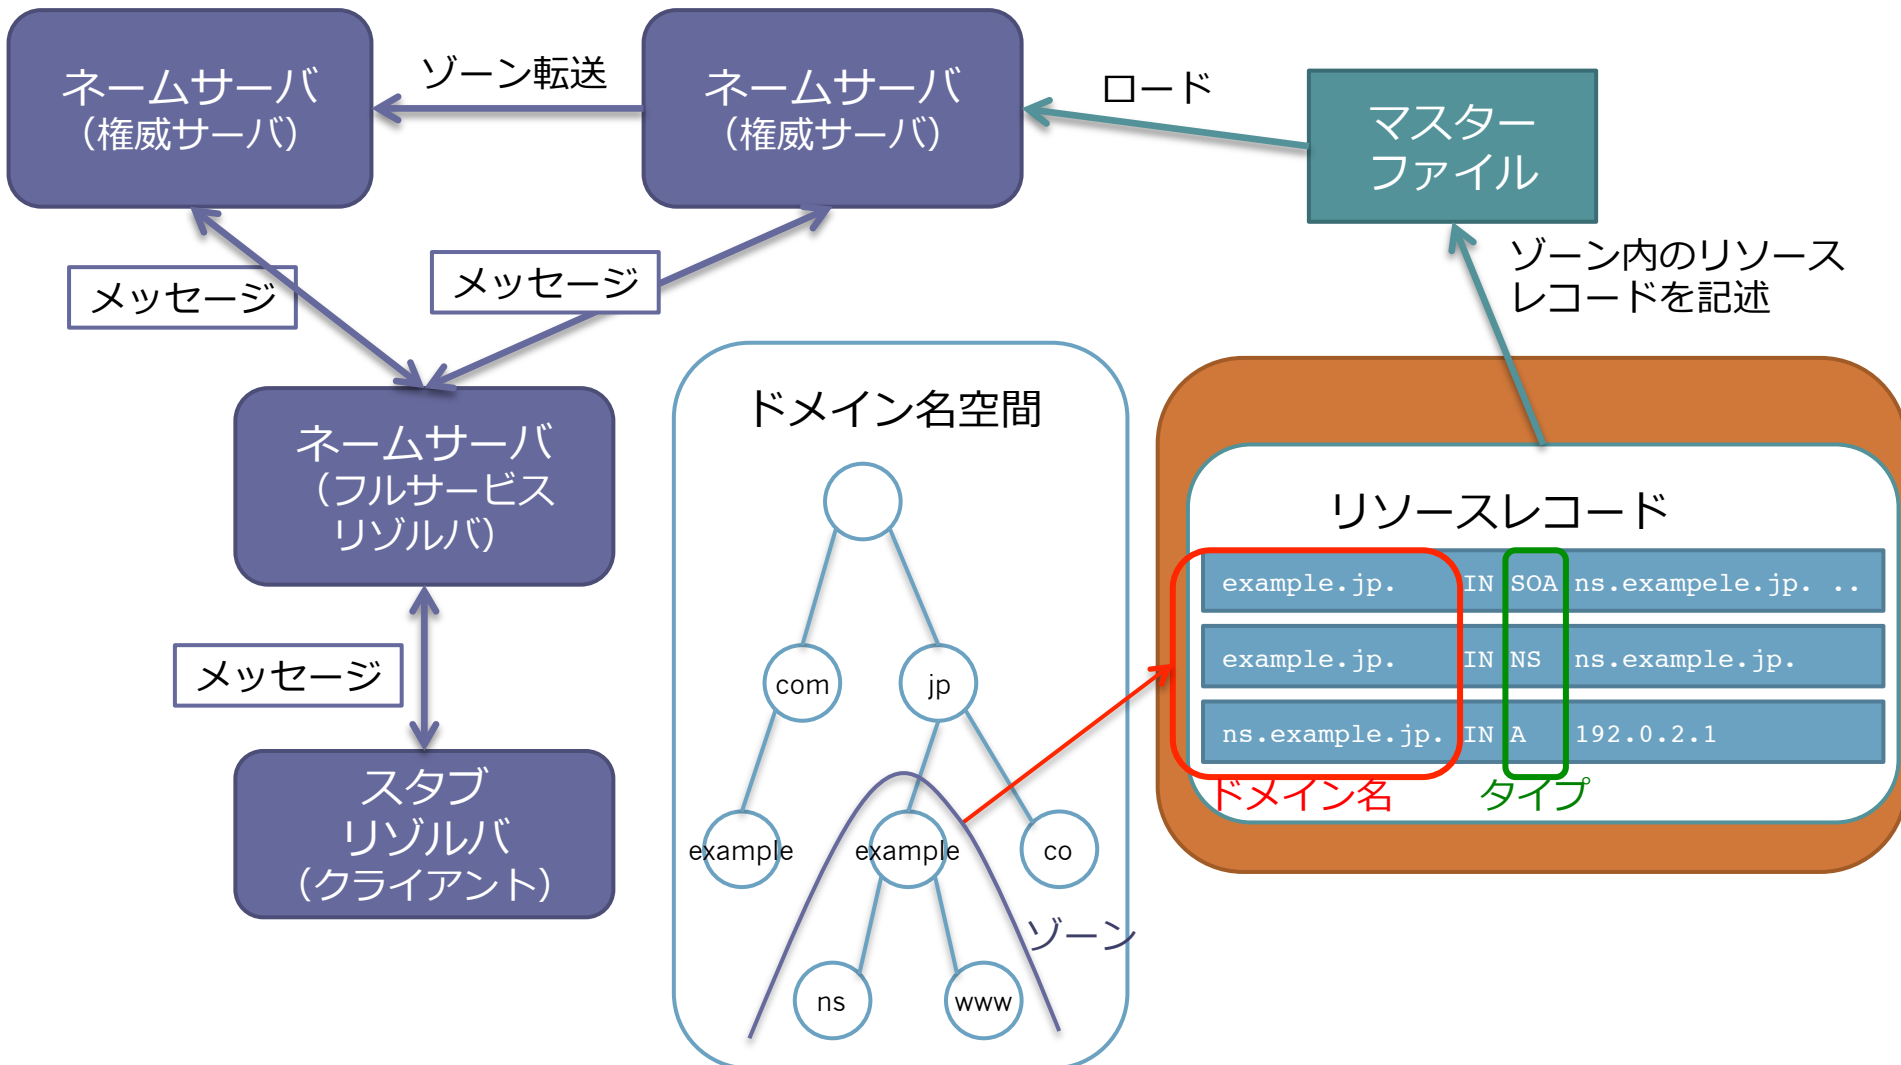 ネームサーバ
（権威サーバ）
ゾーン転送
ネームサーバ
（権威サーバ）
ロード
マスター
ファイル
メッセージ
メッセージ
ゾーン内のリソース
レコードを記述
ネームサーバ
（フルサービス
リゾルバ）
メッセージ
スタブ
リゾルバ
（クライアント）
ドメイン名空間
com
jp
example
example
co
ゾーン
ns
www
リソースレコード
example.jp. IN SOA ns.exampele.jp. ..
example.jp. IN NS ns.example.jp.
ns.example.jp. IN A 192.0.2.1
ドメイン名
タイプ